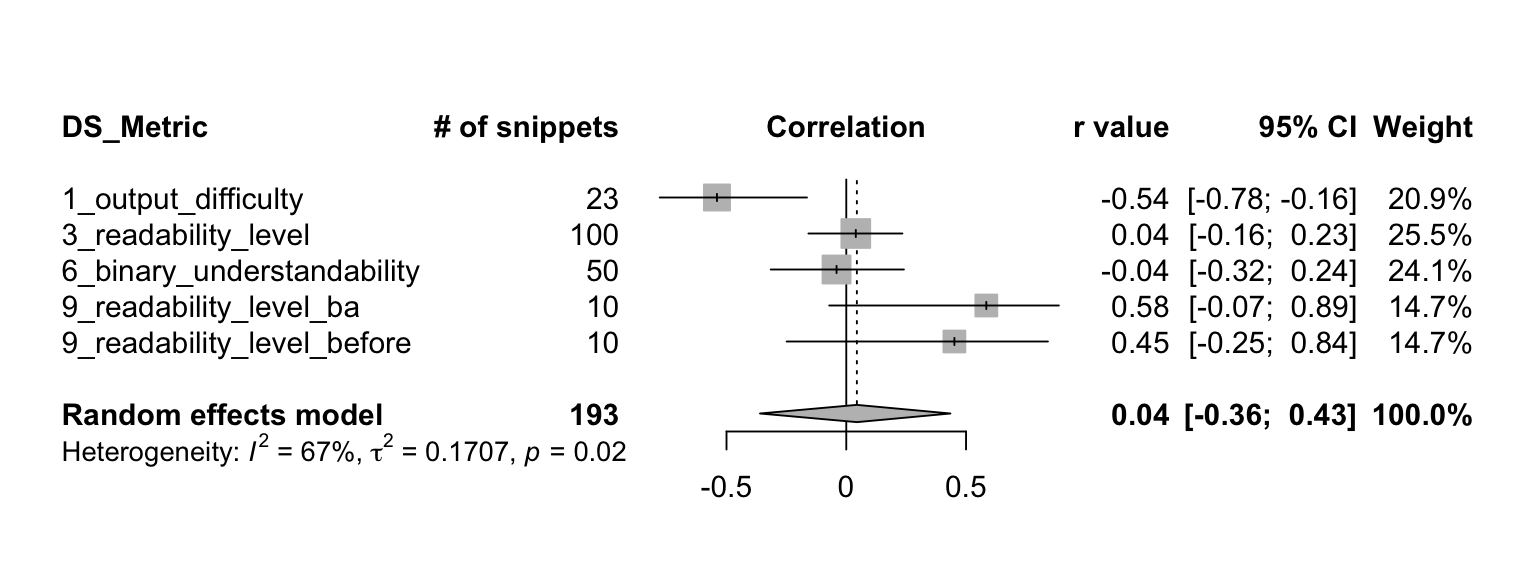 DS_Metric # of snippets Correlation r value 95% CI Weight
1_output_difficulty 23 -0.54 [-0.78; -0.16] 20.9%
3_readability_level 100 0.04 [-0.16; 0.23] 25.5%
6_binary_understandability 50 -0.04 [-0.32; 0.24] 24.1%
9_readability_level_ba 10 0.58 [-0.07; 0.89] 14.7%
9_readability_level_before 10 0.45 [-0.25; 0.84] 14.7%
Random effects model 193 0.04 [-0.36; 0.43] 100.0%
Heterogeneity: I² = 67%, τ² = 0.1707, p = 0.02
-0.5 0 0.5